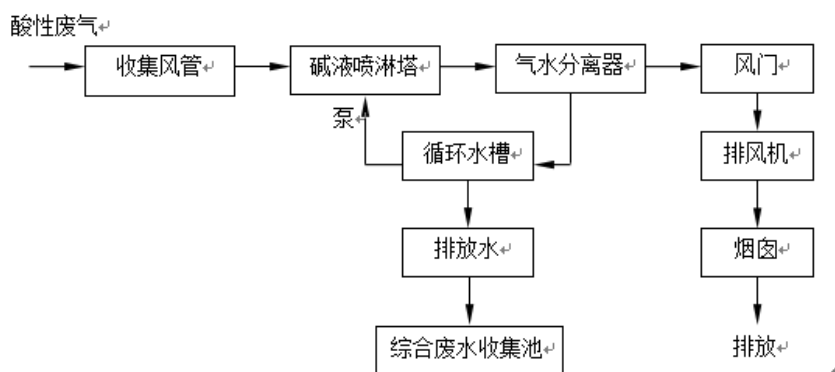 酸性废气
收集风管
碱液喷淋塔
气水分离器
风门
泵
循环水槽
排风机
排放水
烟囱
综合废水收集池
排放